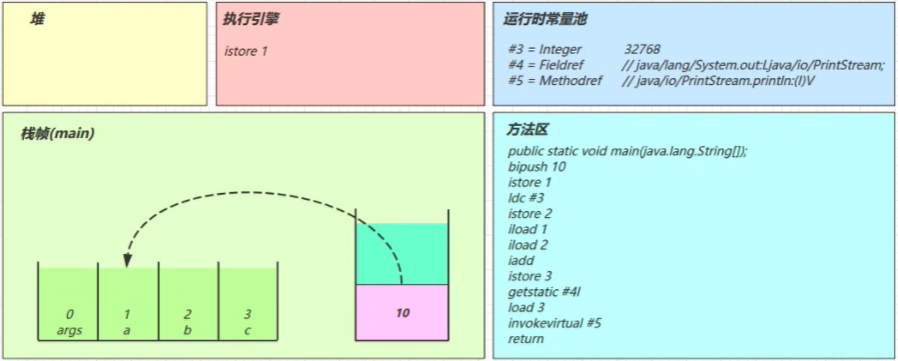 堆
执行引擎
istore 1
运行时常量池
#3 = Integer 32768
#4 = Fieldref // java/lang/System.out:Ljava/io/PrintStream;
#5 = Methodref // java/io/PrintStream.println:(I)V
栈帧(main)
0 1 2 3
args a b c
10
方法区
public static void main(java.lang.String[]);
bipush 10
istore 1
ldc #3
istore 2
iload 1
iload 2
iadd
istore 3
getstatic #4I
load 3
invokevirtual #5
return